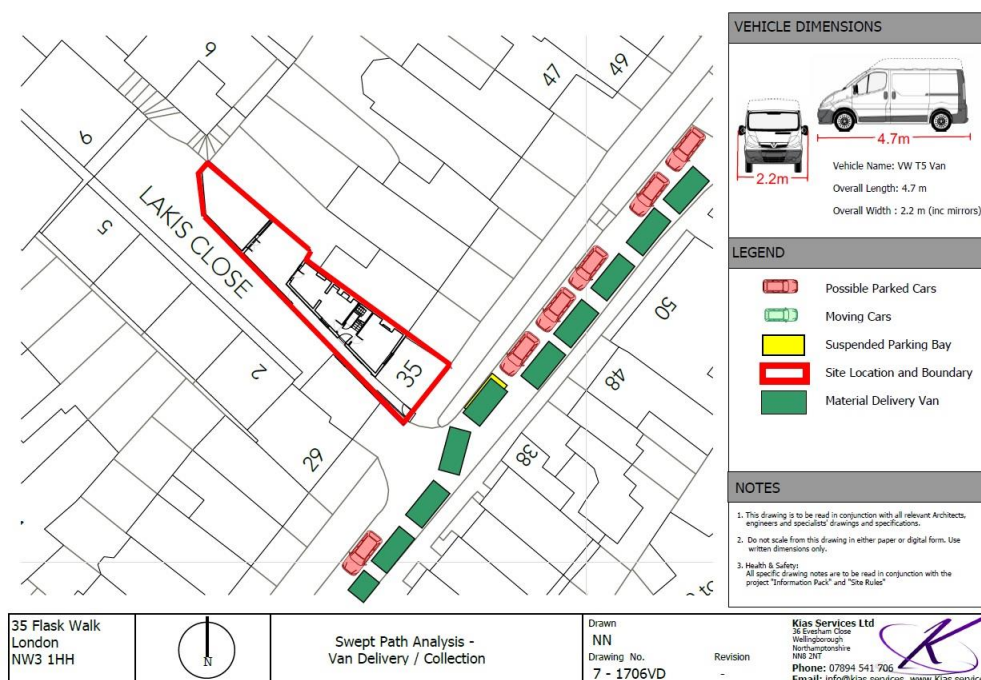 VEHICLE DIMENSIONS
4.7m
2.2m
Vehicle Name: VW T5 Van
Overall Length: 4.7 m
Overall Width : 2.2 m (inc mirrors)
LEGEND
Possible Parked Cars
Moving Cars
Suspended Parking Bay
Site Location and Boundary
Material Delivery Van
NOTES
1. This drawing is to be read in conjunction with all relevant Architects,
engineers and specialists' drawings and specifications.
2. Do not scale from this drawing in either paper or digital form. Use
written dimensions only.
3. Health & Safety:
All specific drawing notes are to be read in conjunction with the
project "Information Pack" and "Site Rules"
9
47
49
6
5
LAKIS CLOSE
2
35
50
48
38
29
35 Flask Walk
London
NW3 1HH
N
Swept Path Analysis -
Van Delivery / Collection
Drawn
NN
Drawing No.
Revision
7 - 1706VD
-
Kias Services Ltd
36 Evesham Close
Wellingborough
Northamptonshire
NN8 2NT
Phone: 07894 541 706
Email: info@kias.services, www.Kias.service
K